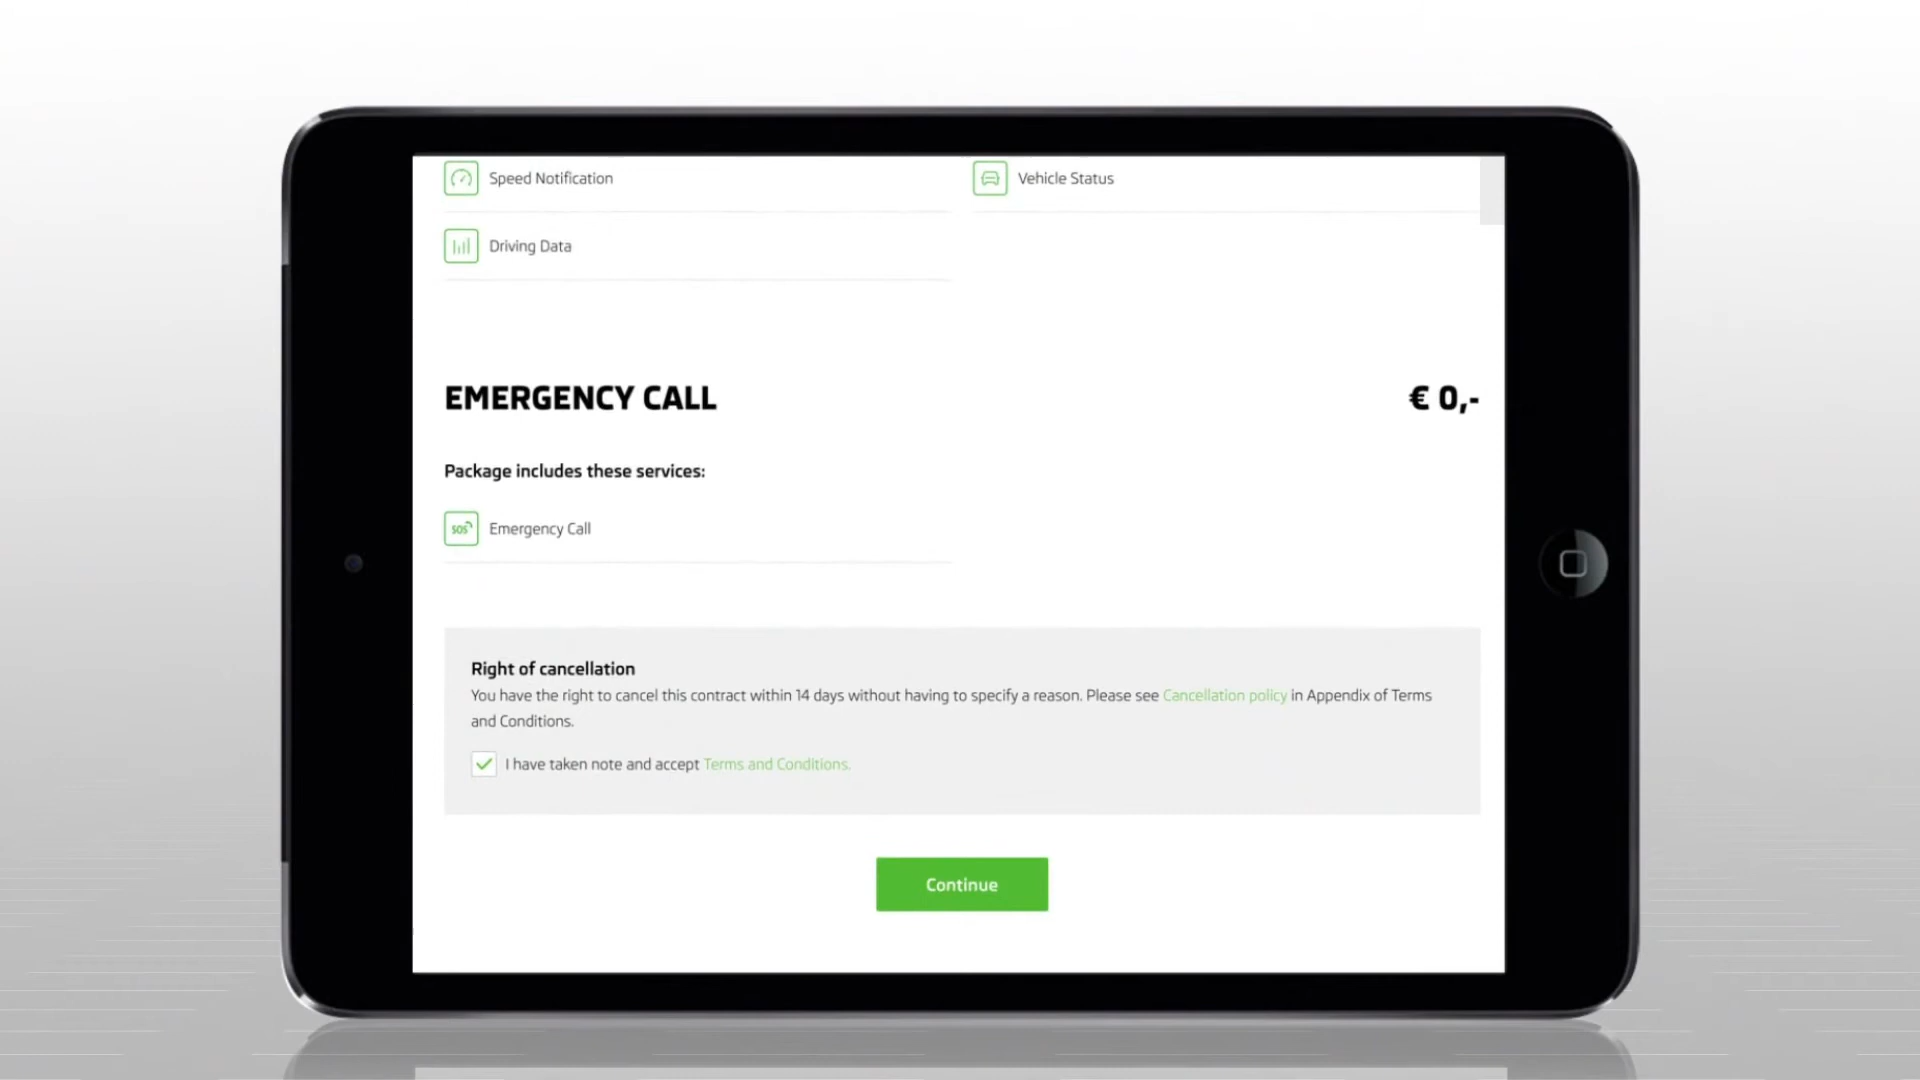 Speed Notification
Vehicle Status
Driving Data
EMERGENCY CALL
€ 0,-
Package includes these services:
SOS
Emergency Call
Right of cancellation
You have the right to cancel this contract within 14 days without having to specify a reason. Please see Cancellation policy in Appendix of Terms
and Conditions.
I have taken note and accept Terms and Conditions.
Continue